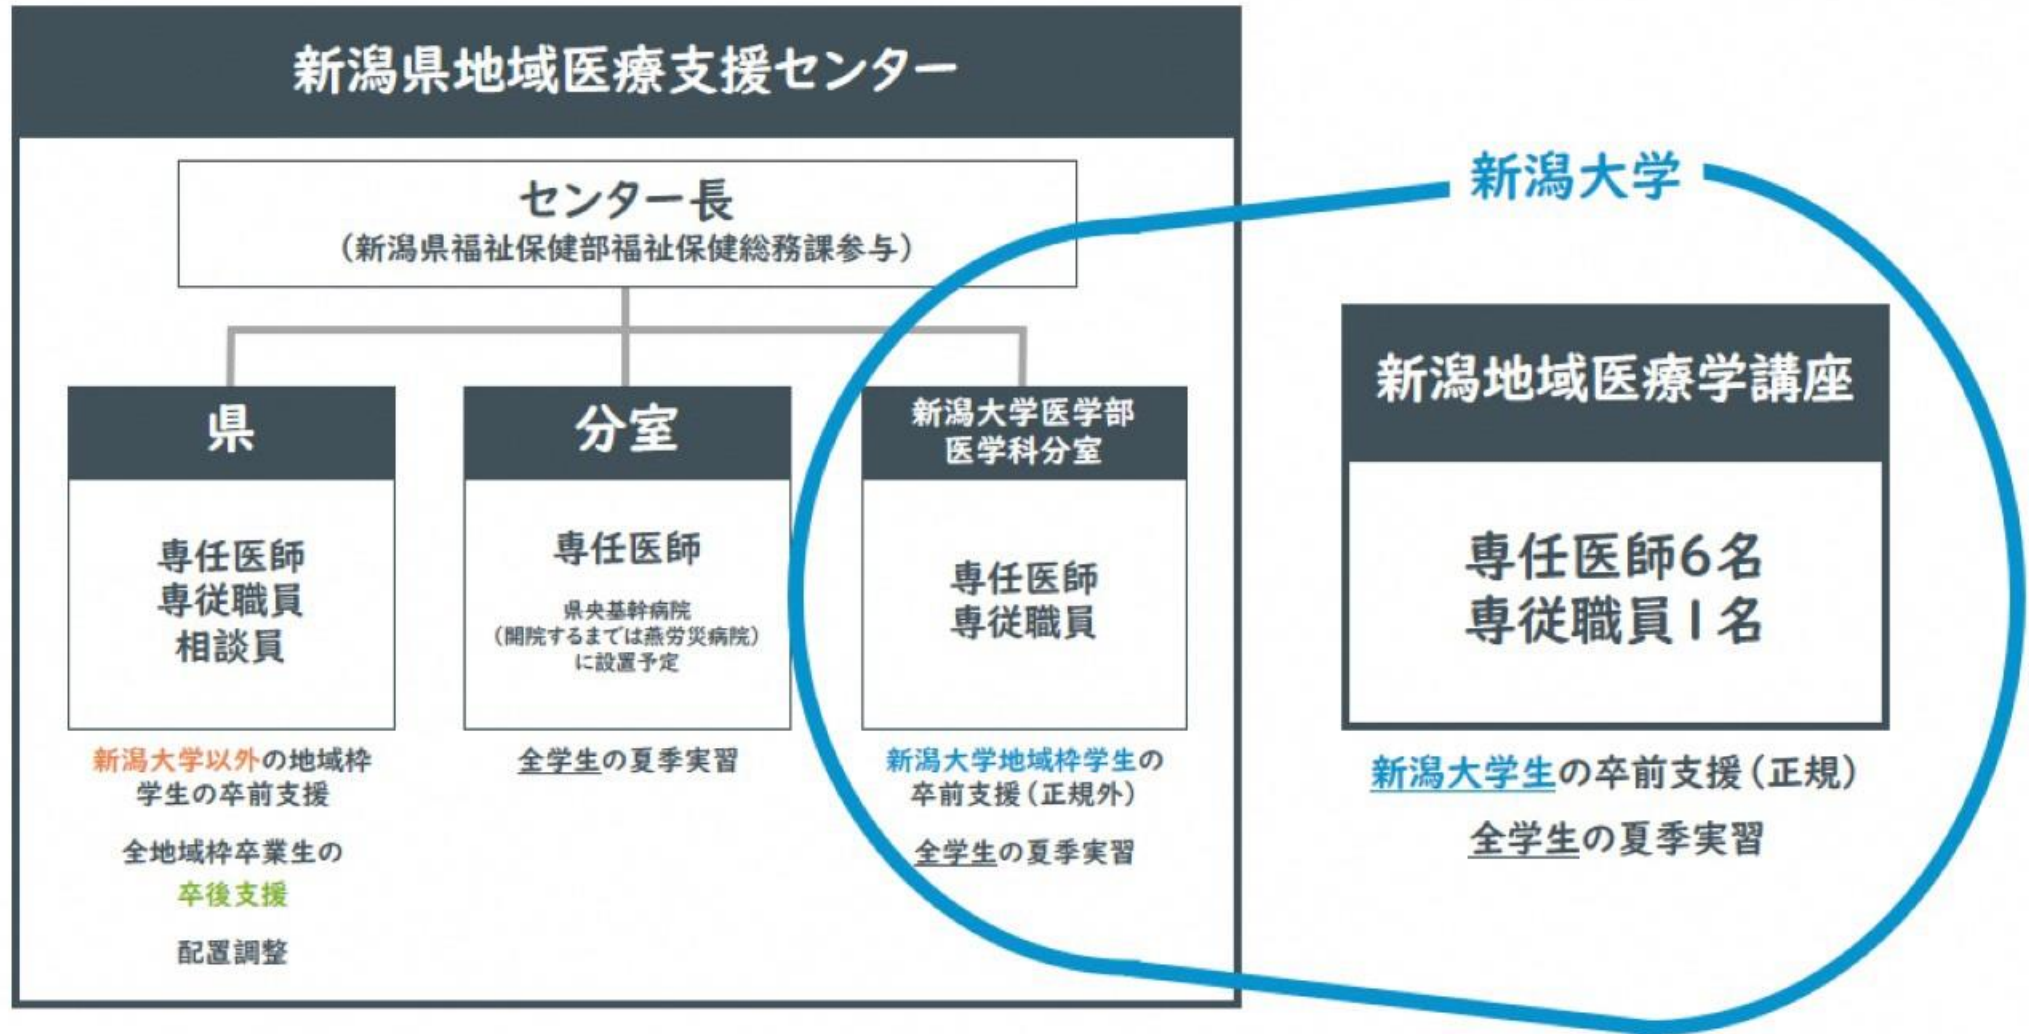 新潟県地域医療支援センター
センター長
（新潟県福祉保健部福祉保健総務課参与）
県
専任医師
専従職員
相談員
新潟大学以外の地域枠
学生の卒前支援
全地域枠卒業生の
卒後支援
配置調整
分室
専任医師
県央基幹病院
（開院するまでは燕労災病院）
に設置予定
全学生の夏季実習
新潟大学医学部
医学科分室
専任医師
専従職員
新潟大学地域枠学生の
卒前支援（正規外）
全学生の夏季実習
新潟大学
新潟地域医療学講座
専任医師6名
専従職員1名
新潟大学生の卒前支援（正規）
全学生の夏季実習